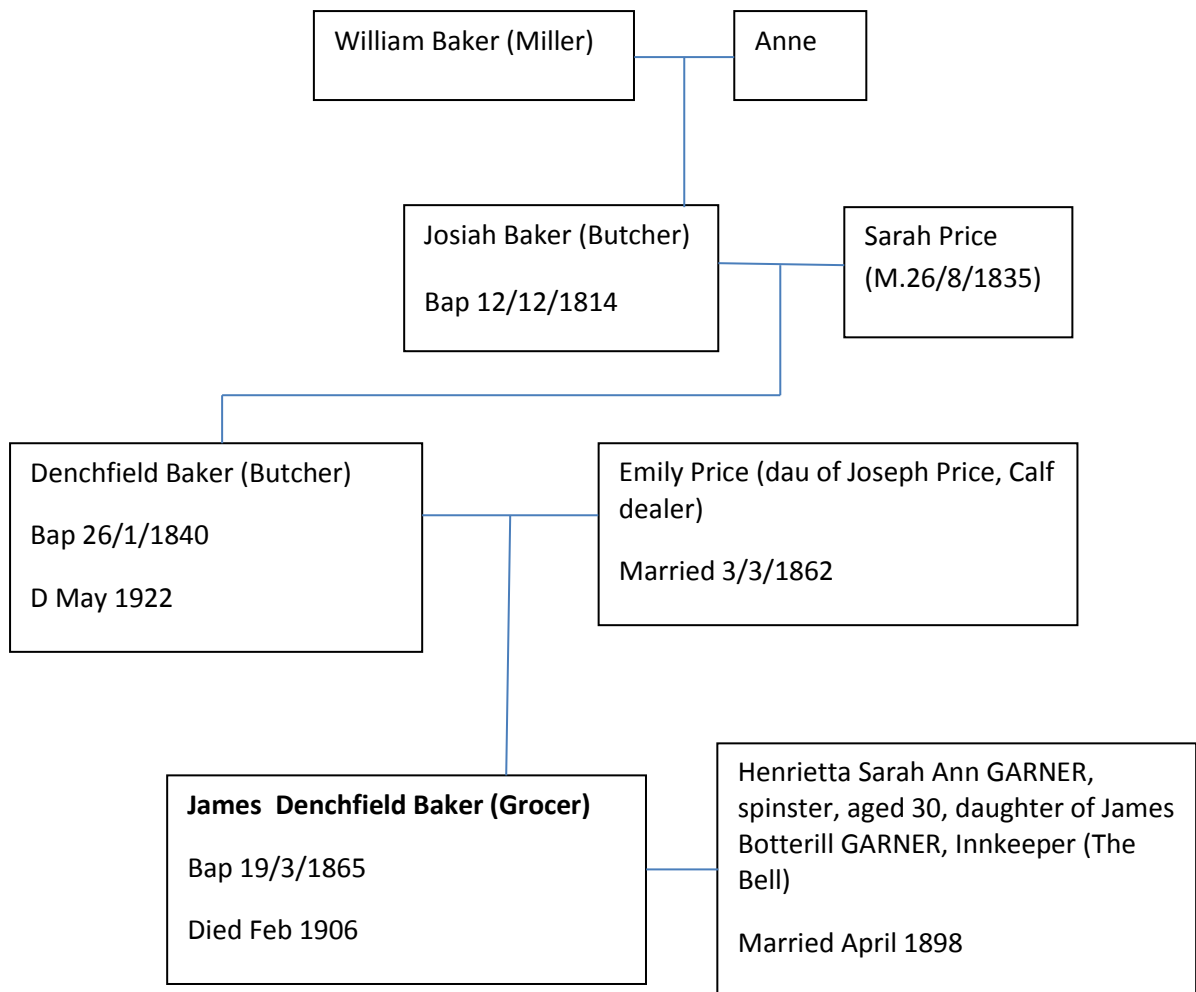 William Baker (Miller)
Anne
Josiah Baker (Butcher)
Bap 12/12/1814
Sarah Price
(M.26/8/1835)
Denchfield Baker (Butcher)
Bap 26/1/1840
D May 1922
Emily Price (dau of Joseph Price, Calf
dealer)
Married 3/3/1862
James  Denchfield Baker (Grocer)
Bap 19/3/1865
Died Feb 1906
Henrietta Sarah Ann GARNER,
spinster, aged 30, daughter of James
Botterill GARNER, Innkeeper (The
Bell)
Married April 1898